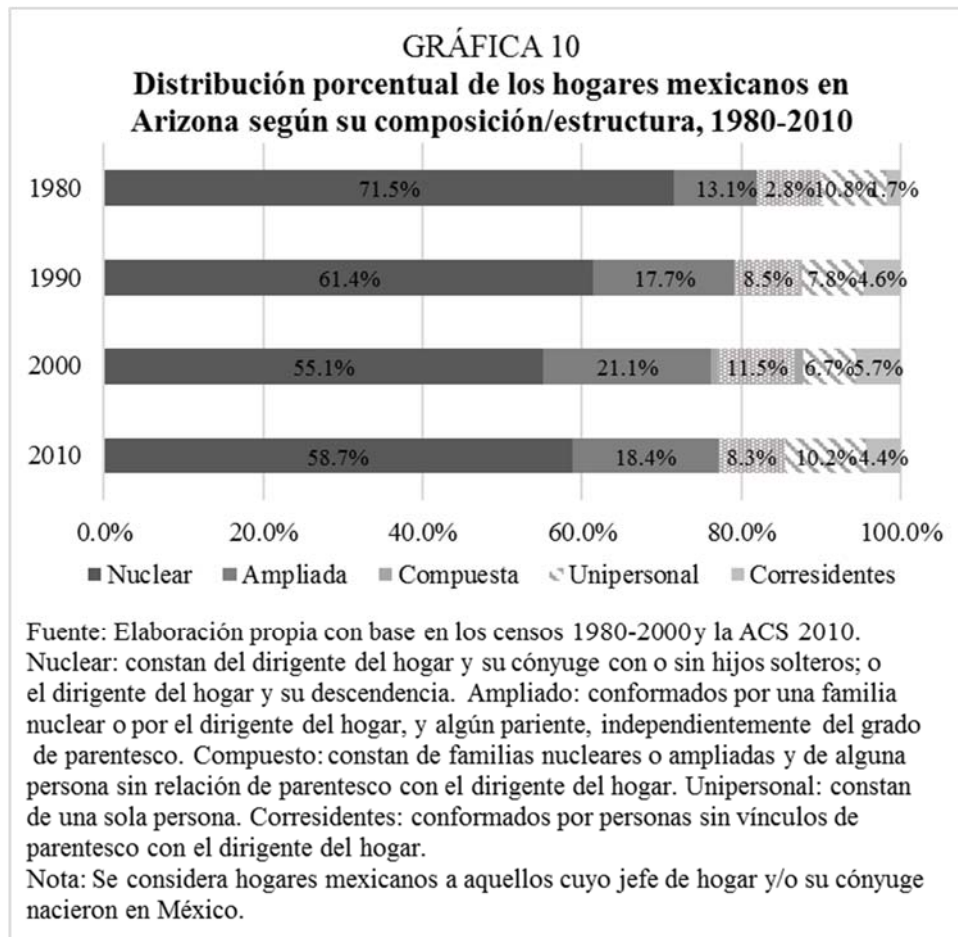 GRÁFICA 10
Distribución porcentual de los hogares mexicanos en
Arizona según su composición/estructura, 1980-2010
1980 71.5% 13.1% 2.8% 10.8% 1.7%
1990 61.4% 17.7% 8.5% 7.8% 4.6%
2000 55.1% 21.1% 11.5% 6.7% 5.7%
2010 58.7% 18.4% 8.3% 10.2% 4.4%
0.0% 20.0% 40.0% 60.0% 80.0% 100.0%
Nuclear Ampliada Compuesta Unipersonal Corresidentes
Fuente: Elaboración propia con base en los censos 1980-2000 y la ACS 2010.
Nuclear: constan del dirigente del hogar y su cónyuge con o sin hijos solteros; o
el dirigente del hogar y su descendencia. Ampliado: conformados por una familia
nuclear o por el dirigente del hogar, y algún pariente, independientemente del grado
de parentesco. Compuesto: constan de familias nucleares o ampliadas y de alguna
persona sin relación de parentesco con el dirigente del hogar. Unipersonal: constan
de una sola persona. Corresidentes: conformados por personas sin vínculos de
parentesco con el dirigente del hogar.
Nota: Se considera hogares mexicanos a aquellos cuyo jefe de hogar y/o su cónyuge
nacieron en México.